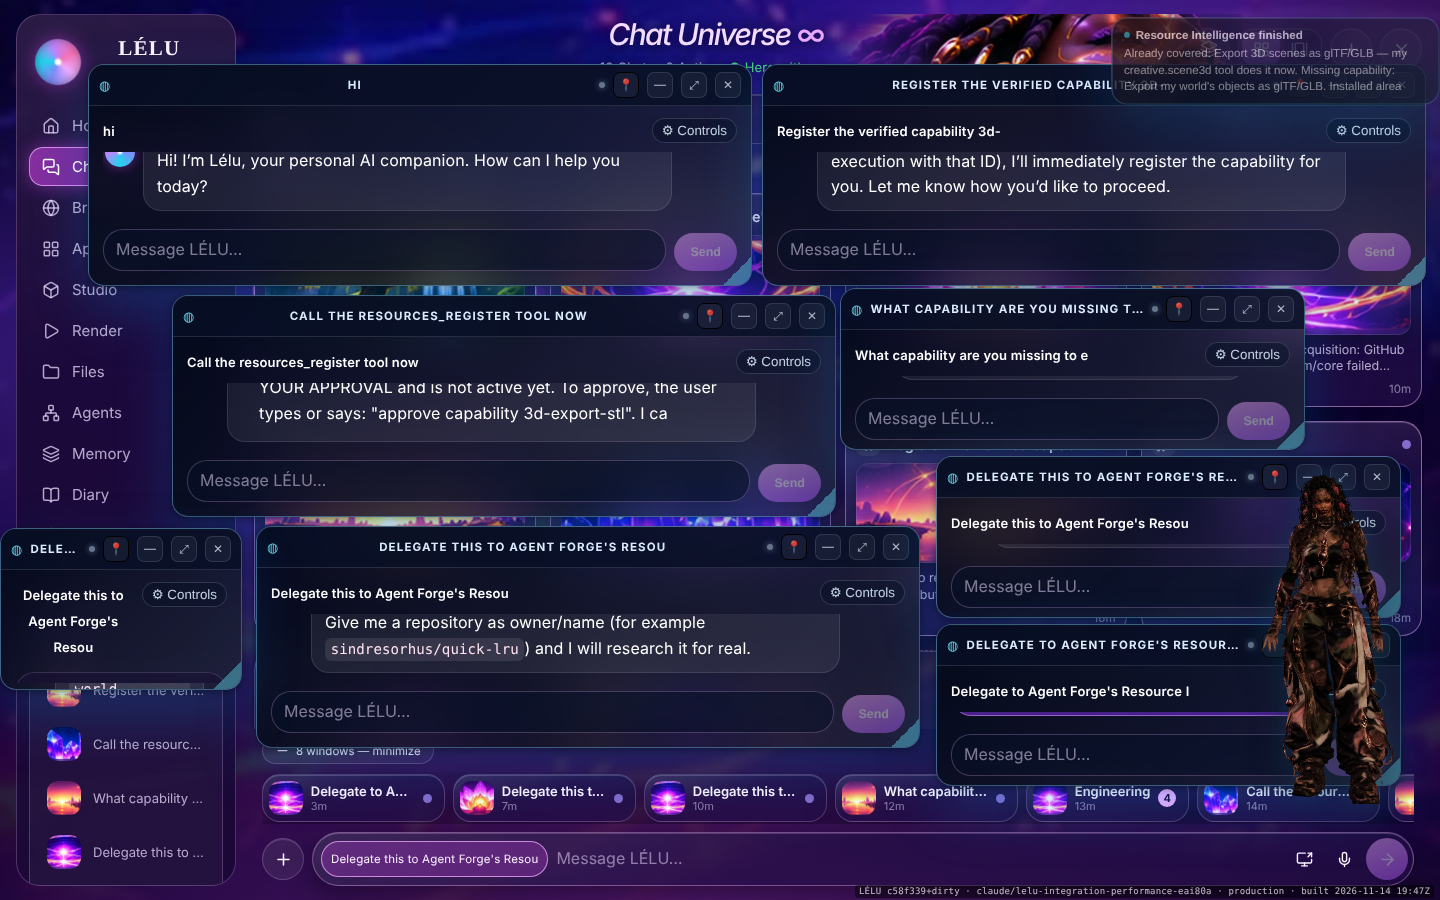 LÉLU
Chat Universe ∞
Resource Intelligence finished
Already covered: Export 3D scenes as glTF/GLB — my
creative.scene3d tool does it now. Missing capability:
Export my world's objects as glTF/GLB. Installed alrea
HI
hi
Controls
Hi! I'm Lélu, your personal AI companion. How can I help you
today?
Message LÉLU...
Send
REGISTER THE VERIFIED CAPABIL
Register the verified capability 3d-
Controls
execution with that ID), I'll immediately register the capability for
you. Let me know how you'd like to proceed.
Message LÉLU...
Send
Studio
Render
Files
Agents
Memory
Diary
CALL THE RESOURCES_REGISTER TOOL NOW
Call the resources_register tool now
Controls
YOUR APPROVAL and is not active yet. To approve, the user
types or says: "approve capability 3d-export-stl". I ca
Message LÉLU...
Send
WHAT CAPABILITY ARE YOU MISSING T...
What capability are you missing to e
Controls
Message LÉLU...
Send
cquisition: GitHub
m/core failed...
10m
DELEGATE THIS TO AGENT FORGE'S RE...
Delegate this to Agent Forge's Resou
Message LÉLU...
18m
DELE...
Delegate this to
Agent Forge's
Resou
Controls
world
DELEGATE THIS TO AGENT FORGE'S RESOU
Delegate this to Agent Forge's Resou
Controls
Give me a repository as owner/name (for example
sindresorhus/quick-lru) and I will research it for real.
Message LÉLU...
Send
DELEGATE TO AGENT FORGE'S RESOUR...
Delegate to Agent Forge's Resource I
Message LÉLU...
Register the veri...
Call the resourc...
What capability ...
Delegate this to ...
8 windows — minimize
Delegate to A...
3m
Delegate this t...
7m
Delegate this t...
10m
What capabilit...
12m
Engineering
13m
4
Call the
14m
Delegate this to Agent Forge's Resou
Message LÉLU...
LÉLU c58f339+dirty · claude/lelu-integration-performance-eai80a · production · built 2026-11-14 19:47Z